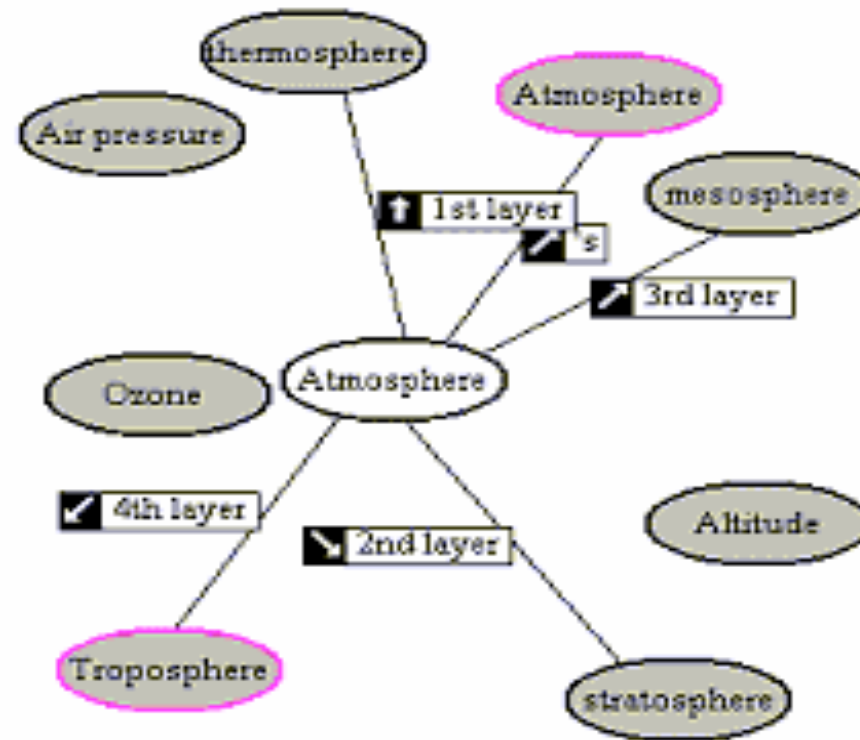 thermosphere
Atmosphere
Air pressure
mesosphere
1st layer
's
3rd layer
Atmosphere
Ozone
4th layer
Altitude
2nd layer
Troposphere
stratosphere